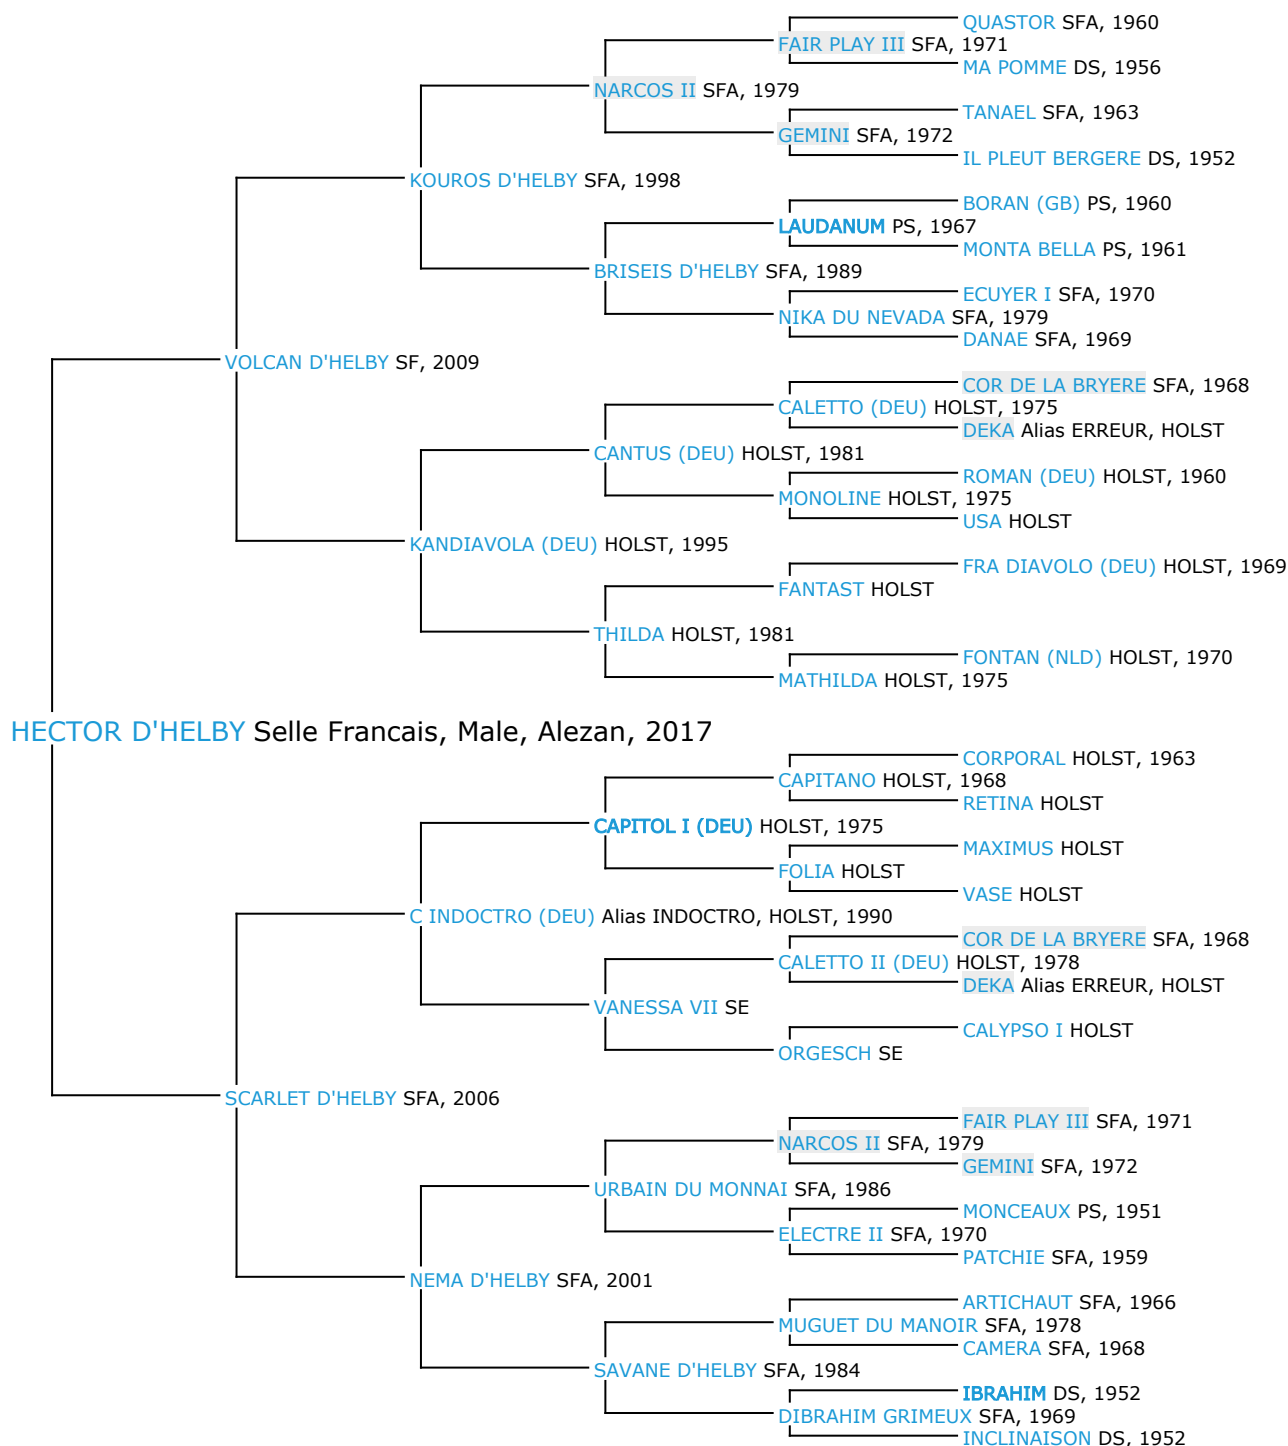 QUASTOR SFA, 1960
FAIR PLAY III SFA, 1971
MA POMME DS, 1956
NARCOS II SFA, 1979
TANAEL SFA, 1963
GEMINI SFA, 1972
IL PLEUT BERGERE DS, 1952
KOUROS D'HELBY SFA, 1998
BORAN (GB) PS, 1960
LAUDANUM PS, 1967
MONTA BELLA PS, 1961
BRISEIS D'HELBY SFA, 1989
ECUYER I SFA, 1970
NIKA DU NEVADA SFA, 1979
DANAE SFA, 1969
VOLCAN D'HELBY SF, 2009
COR DE LA BRYERE SFA, 1968
CALETTO (DEU) HOLST, 1975
DEKA Alias ERREUR, HOLST
CANTUS (DEU) HOLST, 1981
ROMAN (DEU) HOLST, 1960
MONOLINE HOLST, 1975
USA HOLST
KANDIAVOLA (DEU) HOLST, 1995
FRA DIAVOLO (DEU) HOLST, 1969
FANTAST HOLST
THILDA HOLST, 1981
FONTAN (NLD) HOLST, 1970
MATHILDA HOLST, 1975
HECTOR D'HELBY Selle Francais, Male, Alezan, 2017
CORPORAL HOLST, 1963
CAPITANO HOLST, 1968
RETINA HOLST
CAPITOL I (DEU) HOLST, 1975
MAXIMUS HOLST
FOLIA HOLST
VASE HOLST
C INDOCTRO (DEU) Alias INDOCTRO, HOLST, 1990
COR DE LA BRYERE SFA, 1968
CALETTO II (DEU) HOLST, 1978
DEKA Alias ERREUR, HOLST
VANESSA VII SE
CALYPSO I HOLST
ORGESCH SE
SCARLET D'HELBY SFA, 2006
FAIR PLAY III SFA, 1971
NARCOS II SFA, 1979
GEMINI SFA, 1972
URBAIN DU MONNAI SFA, 1986
MONCEAUX PS, 1951
ELECTRE II SFA, 1970
PATCHIE SFA, 1959
NEMA D'HELBY SFA, 2001
ARTICHAUT SFA, 1966
MUGUET DU MANOIR SFA, 1978
CAMERA SFA, 1968
SAVANE D'HELBY SFA, 1984
IBRAHIM DS, 1952
DIBRAHIM GRIMEUX SFA, 1969
INCLINAISON DS, 1952